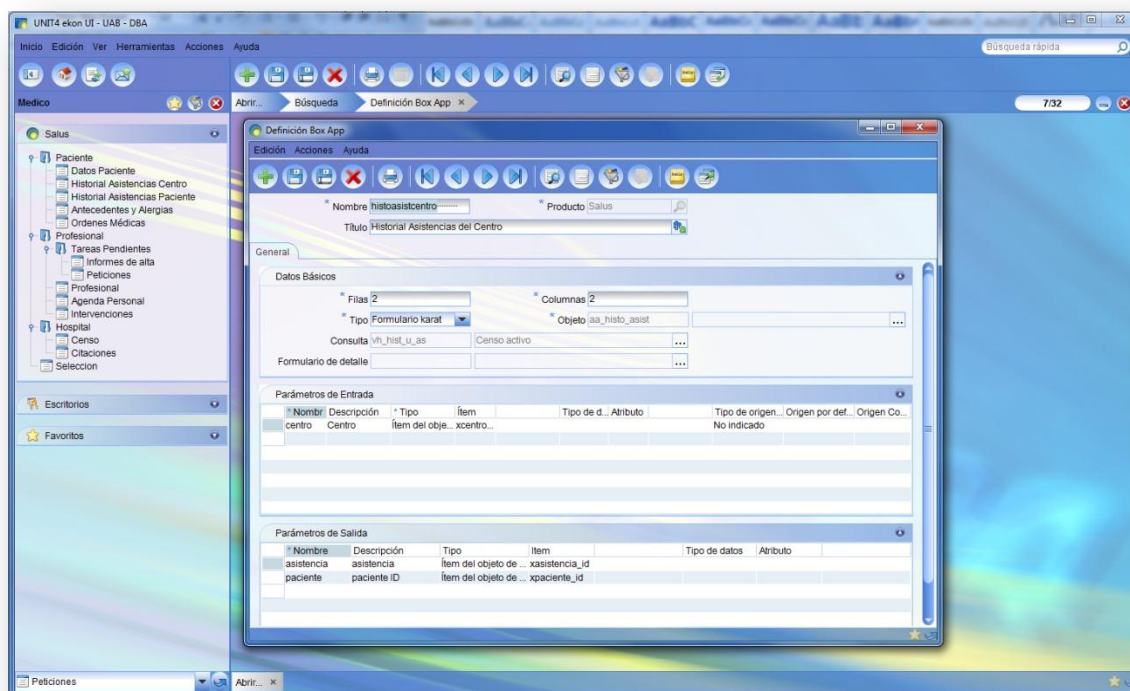 UNIT4 ekon UI - UAB - DBA
Inicio Edición Ver Herramientas Acciones Ayuda
Búsqueda rápida
Medico
Abrir... Búsqueda Definición Box App ×
7/32
Salus
Paciente
Datos Paciente
Historial Asistencias Centro
Historial Asistencias Paciente
Antecedentes y Alergias
Ordenes Médicas
Profesional
Tareas Pendientes
Informes de alta
Peticiones
Profesional
Agenda Personal
Intervenciones
Hospital
Censo
Citaciones
Seleccion
Escritorios
Favoritos
Definición Box App
Edición Acciones Ayuda
* Nombre histoasistcentro * Producto Salus
Título Historial Asistencias del Centro
General
Datos Básicos
* Filas 2 * Columnas 2
* Tipo Formulario karat * Objeto aa_histo_asist ...
Consulta vh_hist_u_as Censo activo ...
Formulario de detalle ...
Parámetros de Entrada
* Nombr Descripción * Tipo Ítem Tipo de d... Atributo Tipo de origen... Origen por def... Origen Co...
centro Centro Ítem del obje... xcentro... No indicado
Parámetros de Salida
* Nombre Descripción Tipo Item Tipo de datos Atributo
asistencia asistencia Ítem del objeto de ... xasistencia_id
paciente paciente ID Ítem del objeto de ... xpaciente_id
Peticiones
Abrir... ×